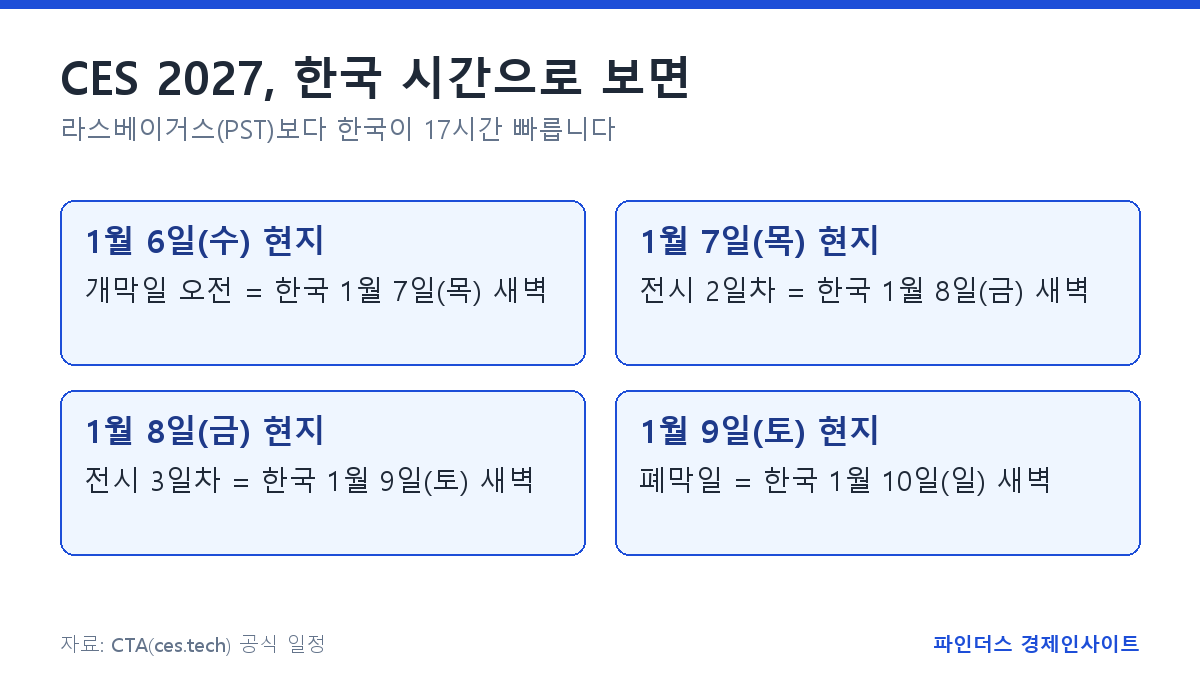 CES 2027, 한국 시간으로 보면
라스베이거스(PST)보다 한국이 17시간 빠릅니다
1월 6일(수) 현지
개막일 오전 = 한국 1월 7일(목) 새벽
1월 7일(목) 현지
전시 2일차 = 한국 1월 8일(금) 새벽
1월 8일(금) 현지
전시 3일차 = 한국 1월 9일(토) 새벽
1월 9일(토) 현지
폐막일 = 한국 1월 10일(일) 새벽
자료: CTA(ces.tech) 공식 일정
파인더스 경제인사이트